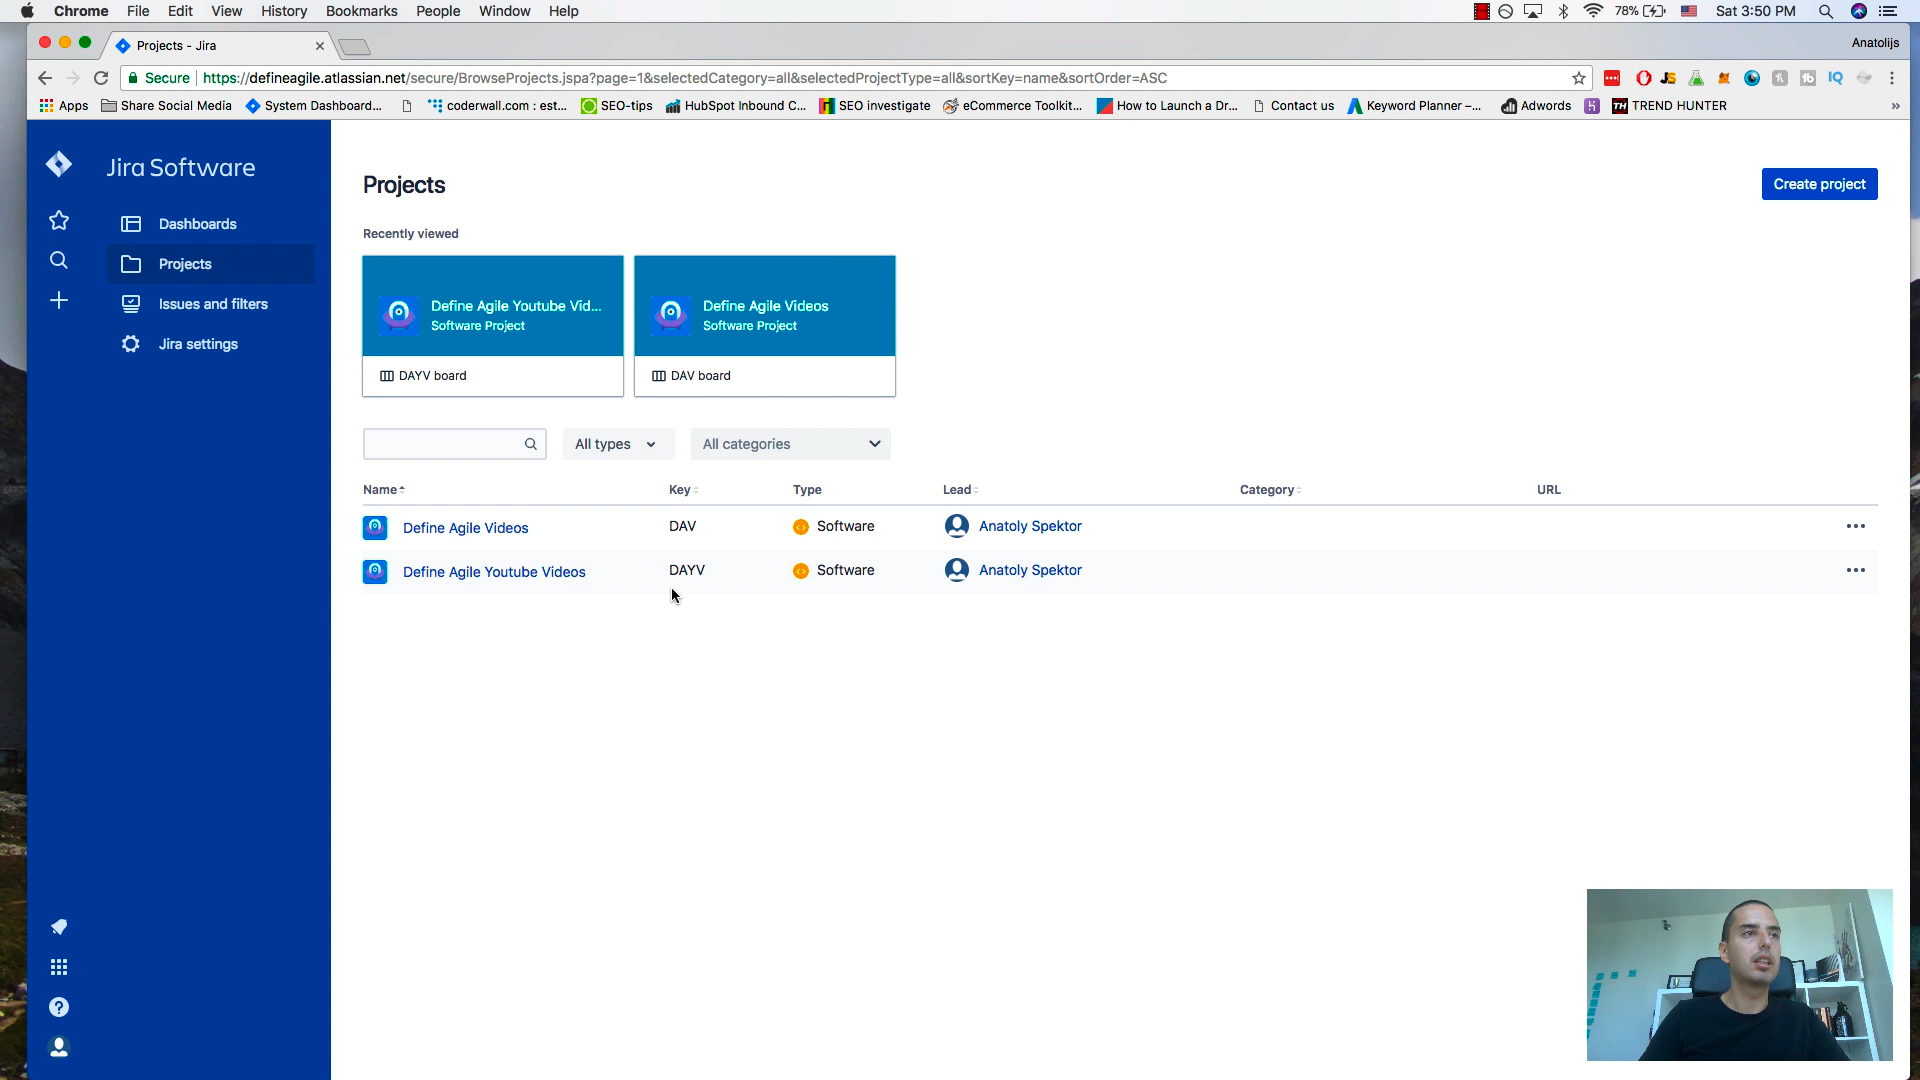 Chrome File Edit View History Bookmarks People Window Help 78% Sat 3:50 PM
Projects - Jira Anatolijs
Secure https://defineagile.atlassian.net/secure/BrowseProjects.jspa?page=1&selectedCategory=all&selectedProjectType=all&sortKey=name&sortOrder=ASC
Apps Share Social Media System Dashboard... coderwall.com : est... SEO-tips HubSpot Inbound C... SEO investigate eCommerce Toolkit... How to Launch a Dr... Contact us Keyword Planner –... Adwords TH TREND HUNTER »
Jira Software
Dashboards
Projects
Issues and filters
Jira settings
Projects
Create project
Recently viewed
Define Agile Youtube Vid...
Software Project
DAYV board
Define Agile Videos
Software Project
DAV board
All types All categories
Name Key Type Lead Category URL
Define Agile Videos DAV Software Anatoly Spektor
Define Agile Youtube Videos DAYV Software Anatoly Spektor